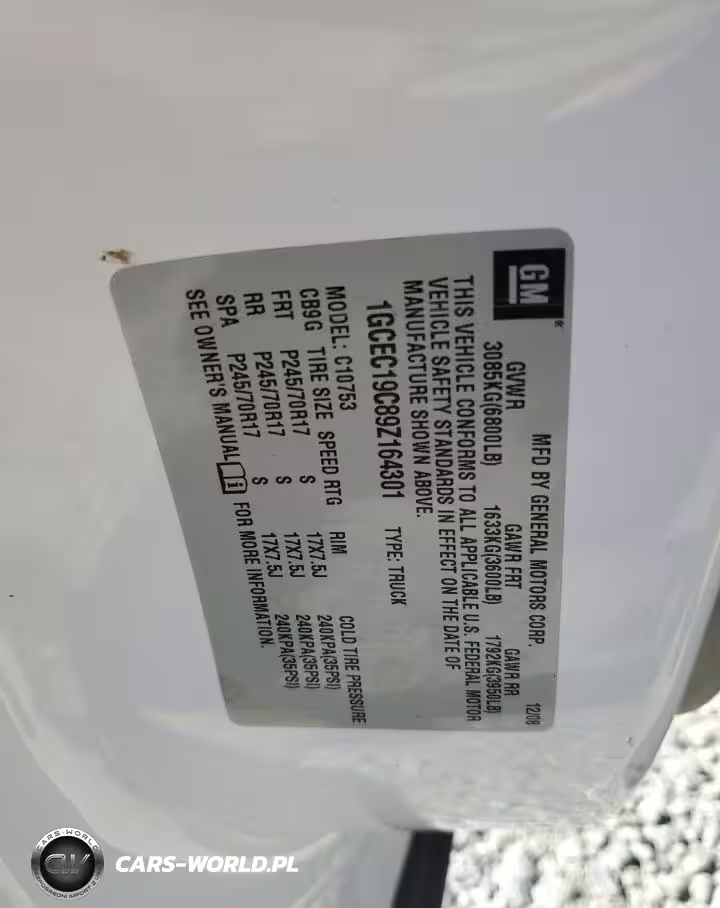 GM®
MFD BY GENERAL MOTORS CORP. 12/08
GVWR GAWR FRT GAWR RR
3085KG(6800LB) 1633KG(3600LB) 1792KG(3950LB)
THIS VEHICLE CONFORMS TO ALL APPLICABLE U.S. FEDERAL MOTOR
VEHICLE SAFETY STANDARDS IN EFFECT ON THE DATE OF
MANUFACTURE SHOWN ABOVE.
1GCEC19C89Z164301 TYPE: TRUCK
MODEL: C10753
CB9G TIRE SIZE SPEED RTG RIM COLD TIRE PRESSURE
FRT P245/70R17 S 17X7.5J 240KPA(35PSI)
RR P245/70R17 S 17X7.5J 240KPA(35PSI)
SPA P245/70R17 S 17X7.5J 240KPA(35PSI)
SEE OWNER'S MANUAL FOR MORE INFORMATION.
CARS-WORLD
CW
CARS-WORLD.PL